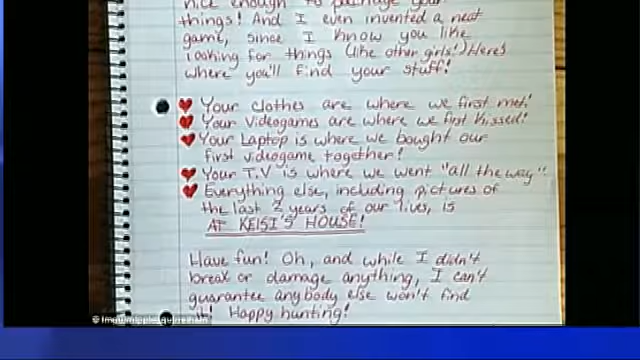 nice enough to package your
things! And I even invented a neat
game, since I know you like
looking for things (like other girls!) Here's
where you'll find your stuff!
Your clothes are where we first met!
Your Videogames are where we first kissed!
Your Laptop is where we bought our
first videogame together!
Your T.V is where we went "all the way".
Everything else, including pictures of
the last 2 years of our lives, is
AT KEISI'S HOUSE!
Have fun! Oh, and while I didn't
break or damage anything, I can't
guarantee anybody else won't find
it! Happy hunting!